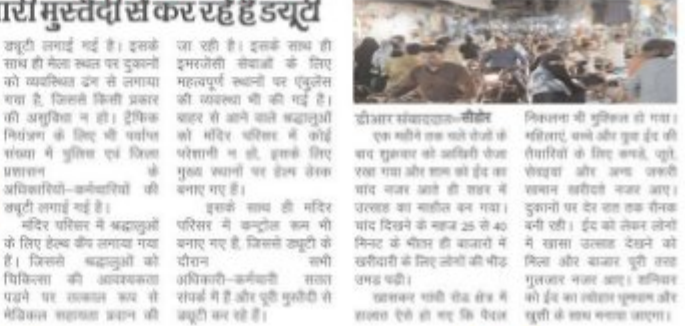 ारी मुस्तैदी से कर रहे हैं डयूटी
डयूटी लगाई गई है। इसके
साथ ही मेला स्थल पर दुकानों
को व्यवस्थित ढंग से लगाया
गया है, जिससे किसी प्रकार
की असुविधा न हो। ट्रैफिक
नियंत्रण के लिए भी पर्याप्त
संख्या में पुलिस एवं जिला
प्रशासन के
अधिकारियो-कर्मचारियों की
डयूटी लगाई गई है।
मंदिर परिसर में श्रद्धालुओं
के लिए हेल्थ कैंप लगाया गया
है। जिससे श्रद्धालुओं को
चिकित्सा की आवश्यकता
पड़ने पर तत्काल रूप से
मेडिकल सहायता प्रदान की
जा रही है। इसके साथ ही
इमरजेंसी सेवाओं के लिए
महत्वपूर्ण स्थानों पर एंबुलेंस
की व्यवस्था भी की गई है।
बाहर से आने वाले श्रद्धालुओं
को मंदिर परिसर में कोई
परेशानी न हो, इसके लिए
मुख्य स्थानों पर हेल्प डेस्क
बनाए गए हैं।
इसके साथ ही मंदिर
परिसर में कन्ट्रोल रूम भी
बनाए गए है, जिससे डयूटी के
दौरान सभी
अधिकारी-कर्मचारी सतत
संपर्क में हैं और पूरी मुस्तैदी से
डयूटी कर रहे हैं।
डीआर संवाददाता-सीहोर
एक महीने तक चले रोजो के
बाद शुक्रवार को आखिरी रोजा
रखा गया और शाम को ईद का
चांद नजर आते ही शहर में
उत्साह का माहौल बन गया।
चांद दिखने के महज 25 से 40
मिनट के भीतर ही बाजारों में
खरीदारी के लिए लोगों की भीड़
उमड़ पड़ी।
खासकर गांधी रोड क्षेत्र में
हालात ऐसे हो गए कि पैदल
निकलना भी मुश्किल हो गया।
महिलाएं, बच्चे और युवा ईद की
तैयारियों के लिए कपड़े, जूते,
सेवइयां और अन्य जरूरी
सामान खरीदते नजर आए।
दुकानों पर देर रात तक रौनक
बनी रही। ईद को लेकर लोगों
में खासा उत्साह देखने को
मिला और बाजार पूरी तरह
गुलजार नजर आए। शनिवार
को ईद का त्योहार धूमधाम और
खुशी के साथ मनाया जाएगा।